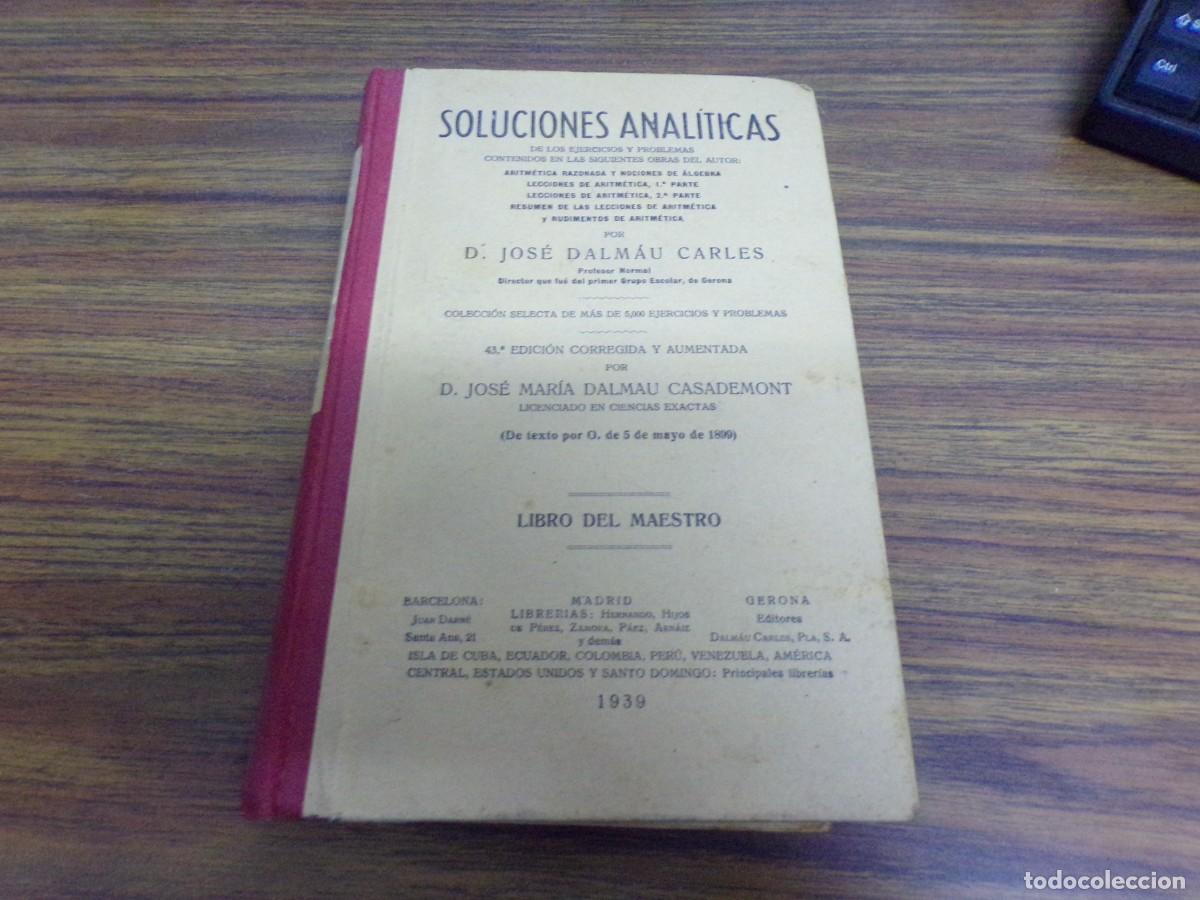 SOLUCIONES ANALÍTICAS
DE LOS EJERCICIOS Y PROBLEMAS
CONTENIDOS EN LAS SIGUIENTES OBRAS DEL AUTOR:
ARITMÉTICA RAZONADA Y NOCIONES DE ÁLGEBRA
LECCIONES DE ARITMÉTICA, 1.ª PARTE
LECCIONES DE ARITMÉTICA, 2.ª PARTE
RESUMEN DE LAS LECCIONES DE ARITMÉTICA
y RUDIMENTOS DE ARITMÉTICA
POR
D. JOSÉ DALMÁU CARLES
Profesor Normal
Director que fué del primer Grupo Escolar, de Gerona
COLECCIÓN SELECTA DE MÁS DE 5,000 EJERCICIOS Y PROBLEMAS
43.ª EDICIÓN CORREGIDA Y AUMENTADA
POR
D. JOSÉ MARÍA DALMAU CASADEMONT
LICENCIADO EN CIENCIAS EXACTAS
(De texto por O. de 5 de mayo de 1899)
LIBRO DEL MAESTRO
BARCELONA:
JUAN DARNÉ
Santa Ana, 21
MADRID
LIBRERIAS: HERNANDO, HIJOS
DE PÉREZ, ZAMORA, PÁEZ, ARNÁIZ
y demás
GERONA
Editores
DALMÁU CARLES, PLA, S. A.
ISLA DE CUBA, ECUADOR, COLOMBIA, PERÚ, VENEZUELA, AMÉRICA
CENTRAL, ESTADOS UNIDOS Y SANTO DOMINGO: Principales librerías
1939
Ctrl
todocoleccion